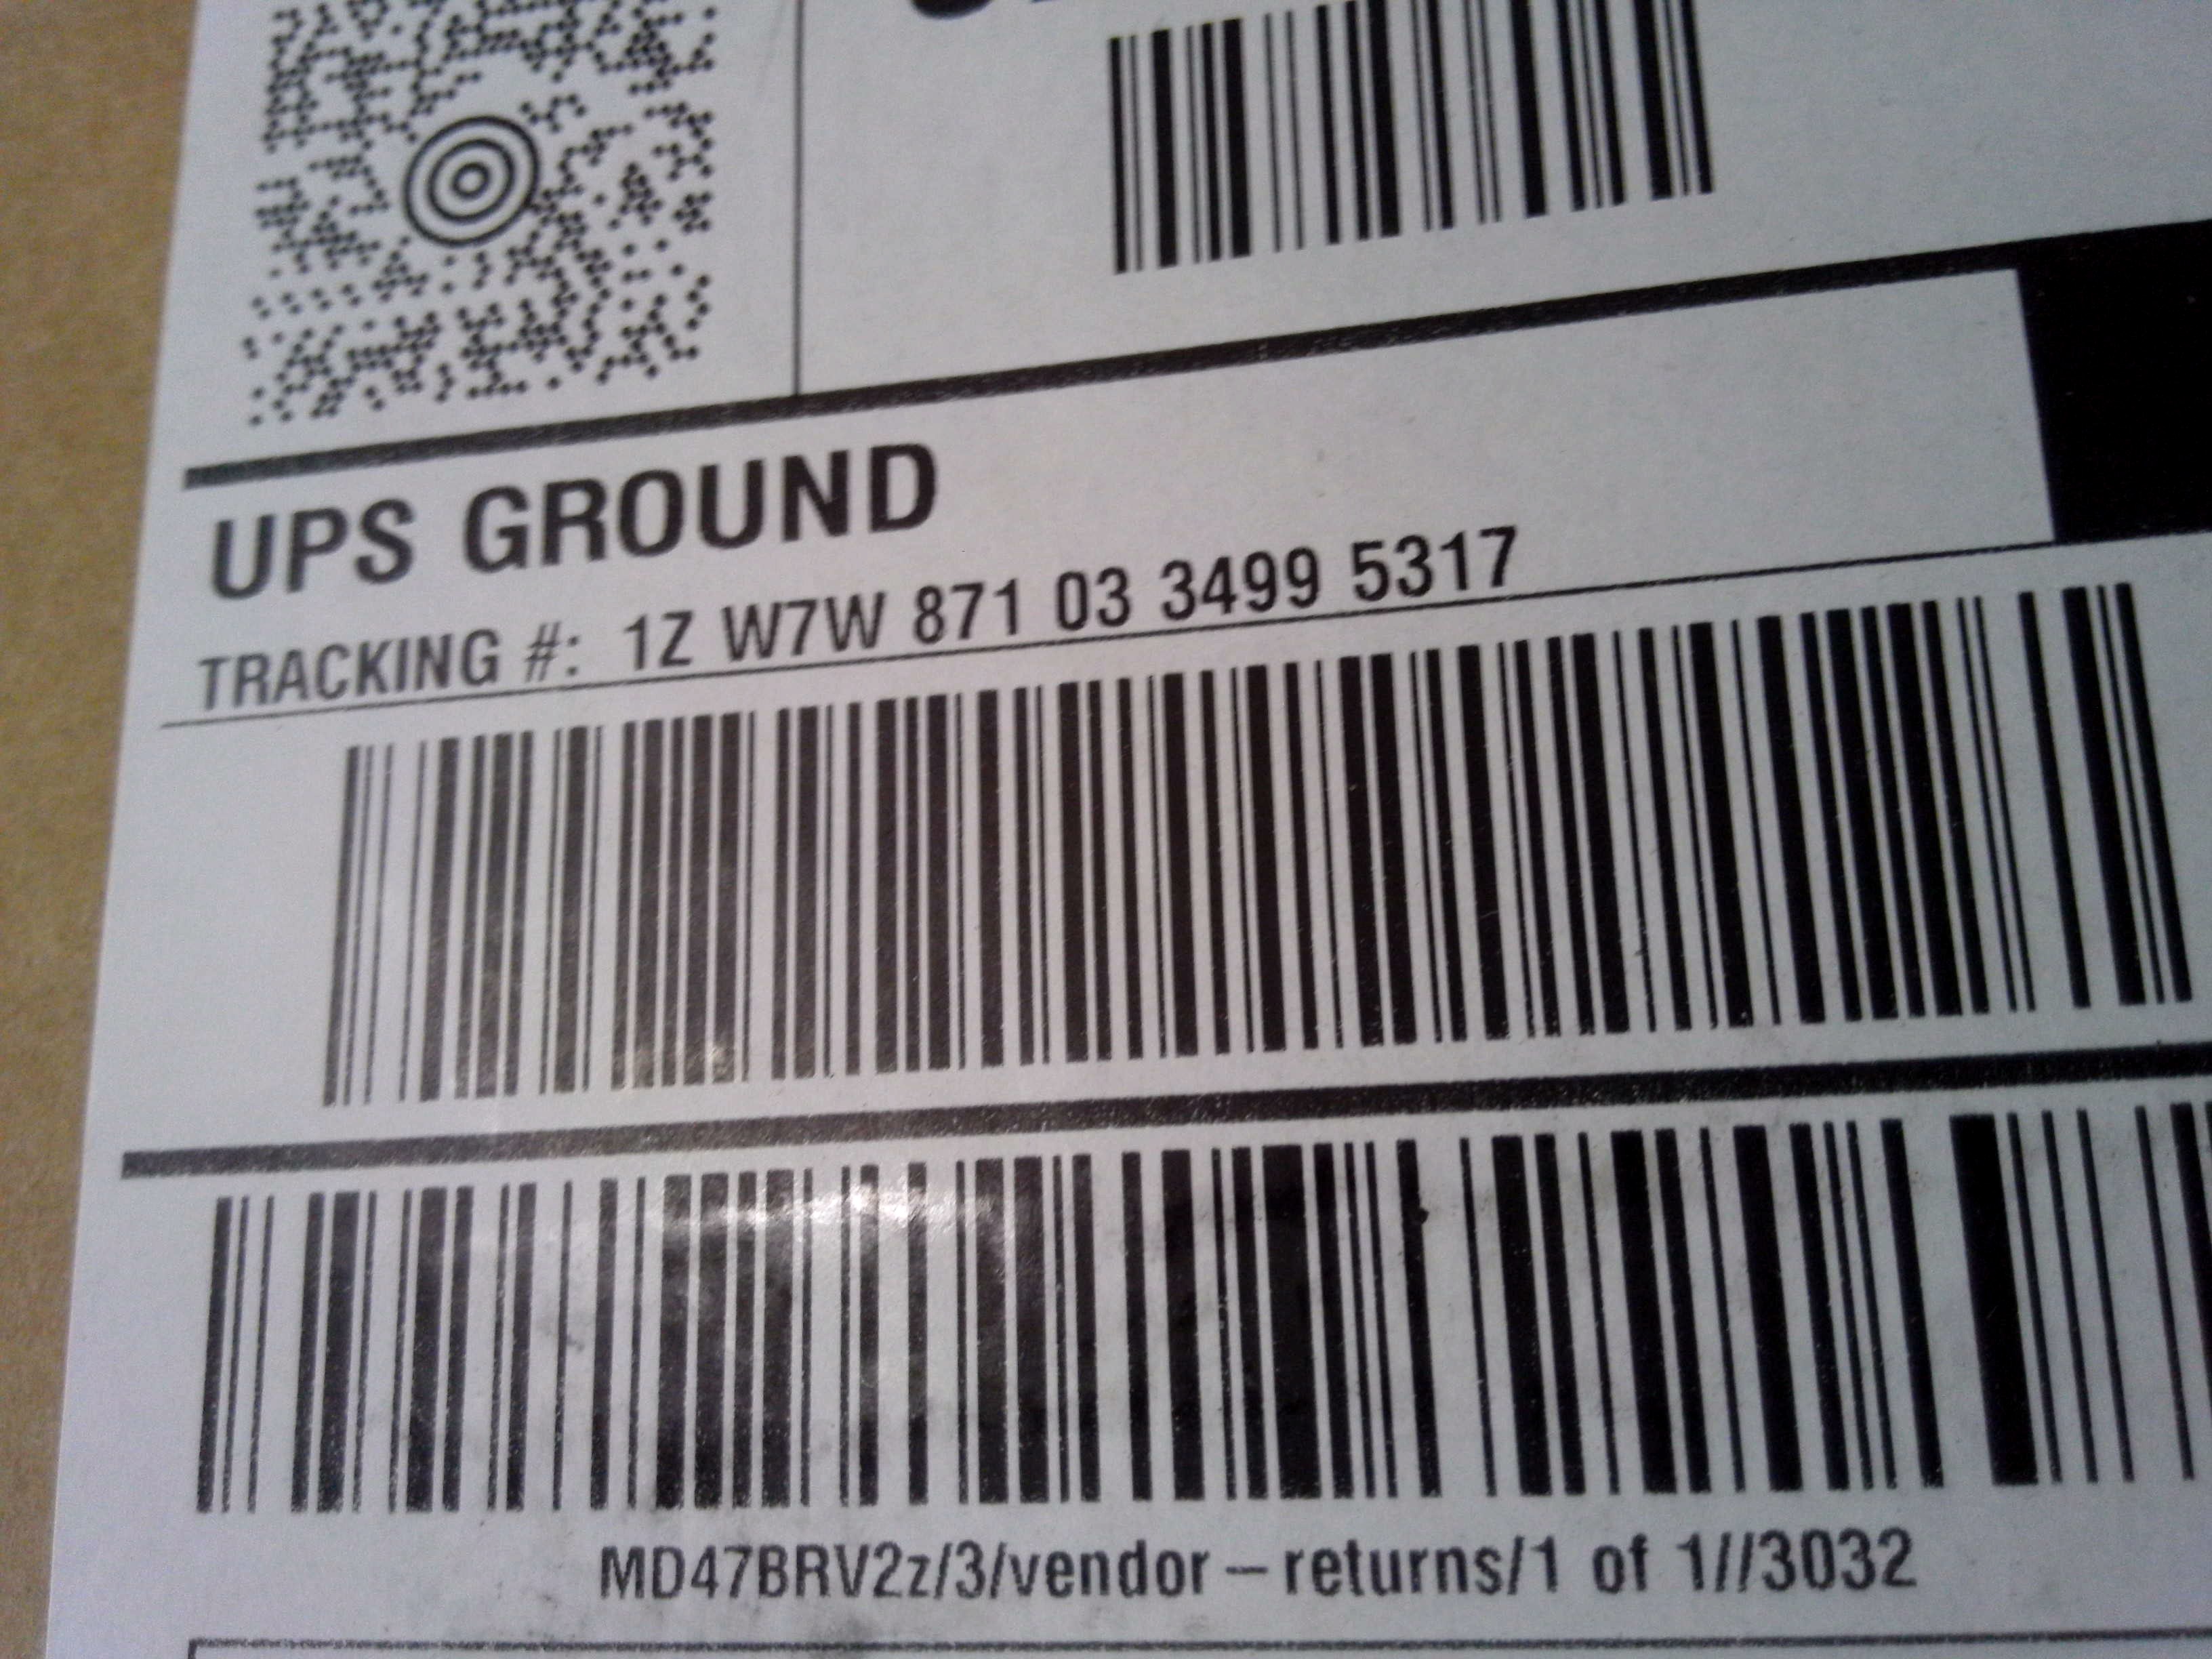 UPS GROUND
TRACKING #: 1Z W7W 871 03 3499 5317
MD47BRV2z/3/vendor – returns/1 of 1//3032